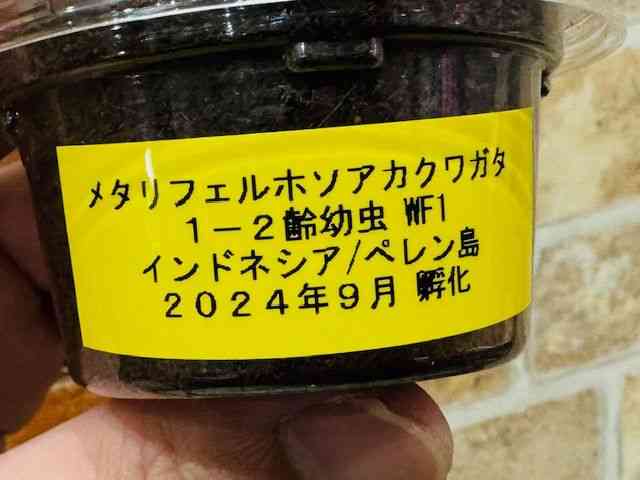 メタリフェルホソアカクワガタ
１－２齢幼虫 WF1
インドネシア/ペレン島
２０２４年９月 孵化